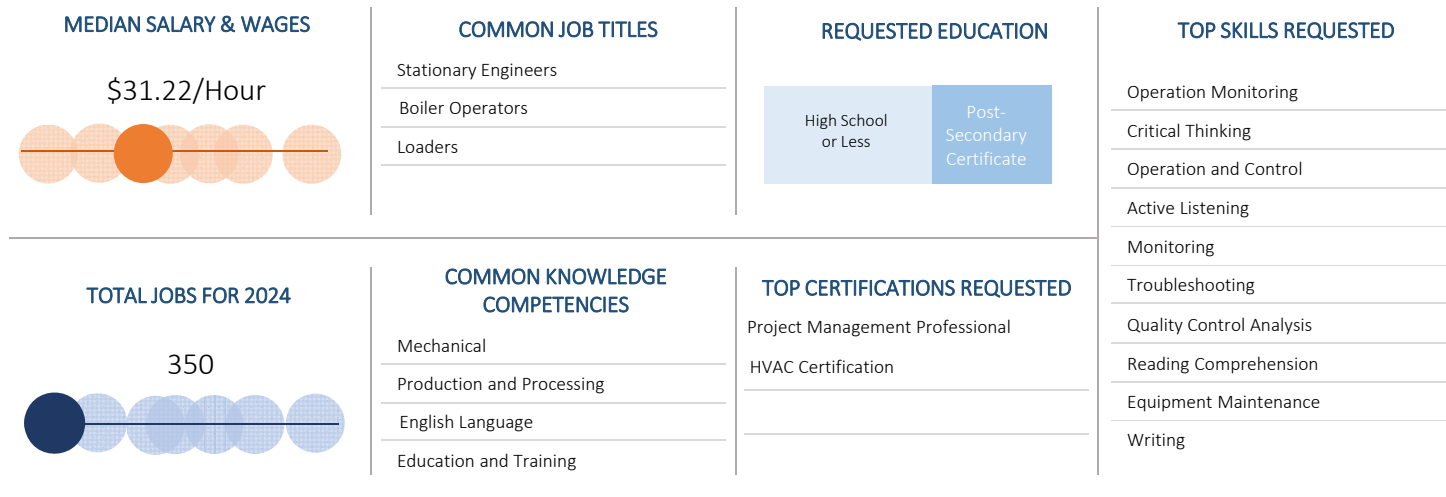 MEDIAN SALARY & WAGES
$31.22/Hour
COMMON JOB TITLES
Stationary Engineers
Boiler Operators
Loaders
REQUESTED EDUCATION
High School
or Less
Post-
Secondary
Certificate
TOP SKILLS REQUESTED
Operation Monitoring
Critical Thinking
Operation and Control
Active Listening
Monitoring
Troubleshooting
Quality Control Analysis
Reading Comprehension
Equipment Maintenance
Writing
TOTAL JOBS FOR 2024
350
COMMON KNOWLEDGE
COMPETENCIES
Mechanical
Production and Processing
English Language
Education and Training
TOP CERTIFICATIONS REQUESTED
Project Management Professional
HVAC Certification